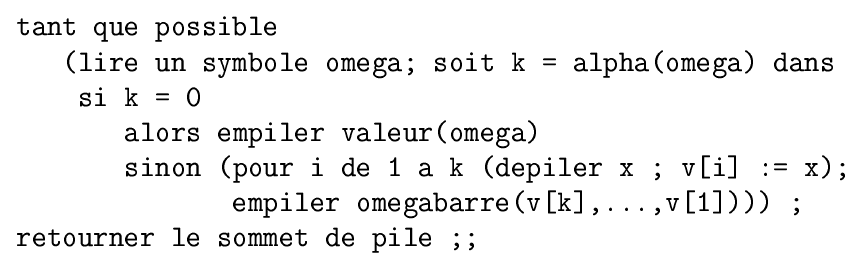 tant que possible
(lire un symbole omega; soit k = alpha(omega) dans
si k = 0
alors empiler valeur(omega)
sinon (pour i de 1 a k (depiler x ; v[i] := x);
empiler omegabarre(v[k],...,v[1]))) ;
retourner le sommet de pile ;;